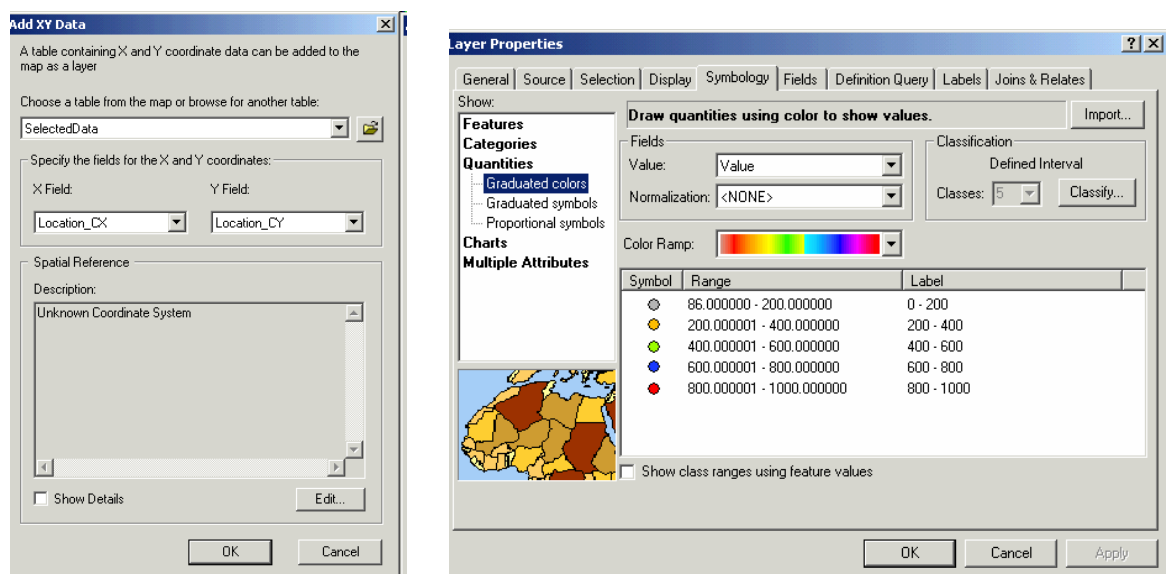 Add XY Data
A table containing X and Y coordinate data can be added to the
map as a layer
Choose a table from the map or browse for another table:
SelectedData
Specify the fields for the X and Y coordinates:
X Field:
Y Field:
Location_CX
Location_CY
Spatial Reference
Description:
Unknown Coordinate System
Show Details
Edit...
OK
Cancel
Layer Properties
General
Source
Selection
Display
Symbology
Fields
Definition Query
Labels
Joins & Relates
Show:
Features
Categories
Quantities
Graduated colors
Graduated symbols
Proportional symbols
Charts
Multiple Attributes
Draw quantities using color to show values.
Import...
Fields
Value:
Value
Normalization:
<NONE>
Classification
Defined Interval
Classes:
5
Classify...
Color Ramp:
Symbol Range Label
86.000000 - 200.000000 0 - 200
200.000001 - 400.000000 200 - 400
400.000001 - 600.000000 400 - 600
600.000001 - 800.000000 600 - 800
800.000001 - 1000.000000 800 - 1000
Show class ranges using feature values
OK
Cancel
Apply